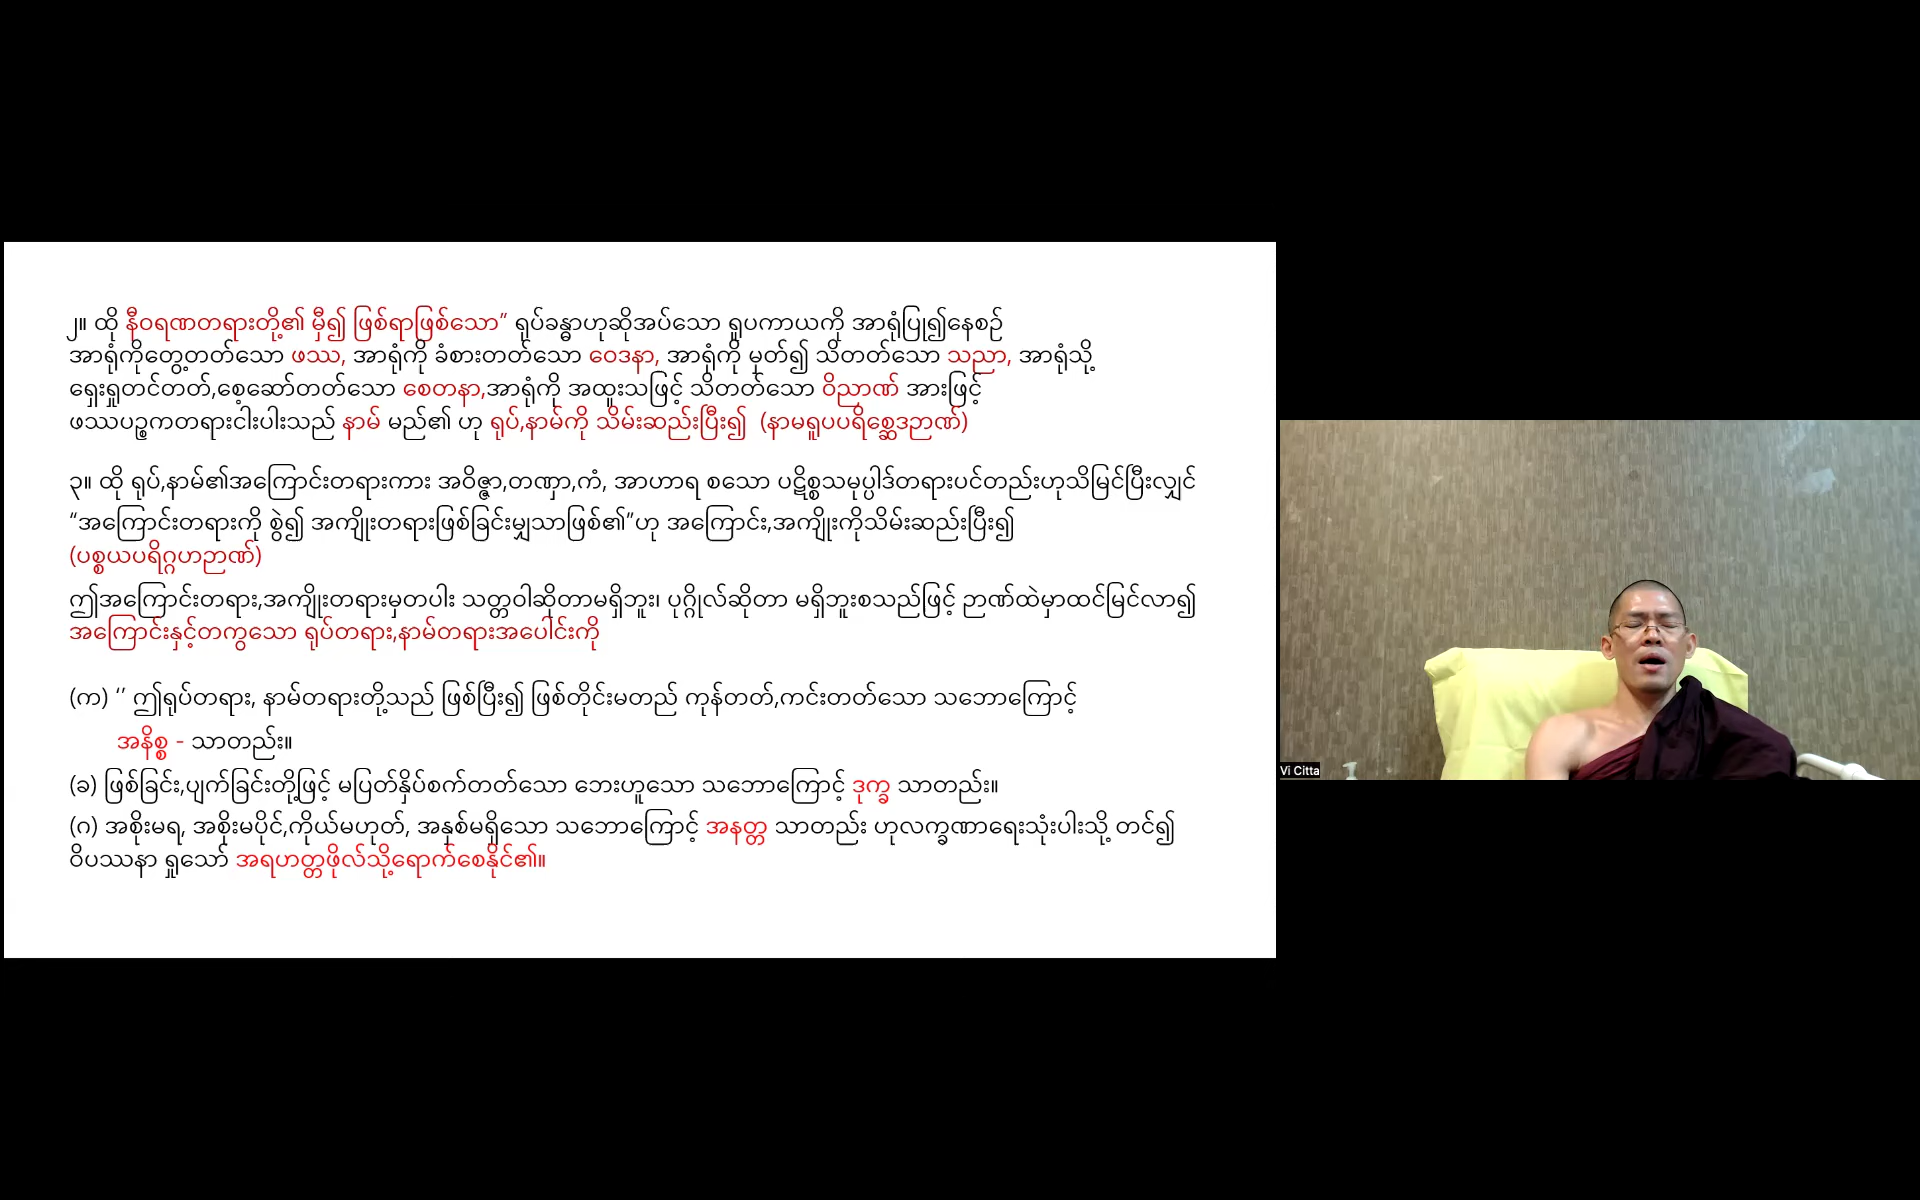 ၂။ ထို နီဝရဏတရားတို့၏ မှီ၍ ဖြစ်ရာဖြစ်သော” ရုပ်ခန္ဓာဟုဆိုအပ်သော ရူပကာယကို အာရုံပြု၍နေစဉ်
အာရုံကိုတွေ့တတ်သော ဖဿ, အာရုံကို ခံစားတတ်သော ဝေဒနာ, အာရုံကို မှတ်၍ သိတတ်သော သညာ, အာရုံသို့
ရှေးရှုတင်တတ်,စေ့ဆော်တတ်သော စေတနာ,အာရုံကို အထူးသဖြင့် သိတတ်သော ဝိညာဏ် အားဖြင့်
ဖဿပဉ္စကတရားငါးပါးသည် နာမ် မည်၏ ဟု ရုပ်,နာမ်ကို သိမ်းဆည်းပြီး၍ (နာမရူပပရိစ္ဆေဒဉာဏ်)
၃။ ထို ရုပ်,နာမ်၏အကြောင်းတရားကား အဝိဇ္ဇာ,တဏှာ,ကံ, အာဟာရ စသော ပဋိစ္စသမုပ္ပါဒ်တရားပင်တည်းဟုသိမြင်ပြီးလျှင်
“အကြောင်းတရားကို စွဲ၍ အကျိုးတရားဖြစ်ခြင်းမျှသာဖြစ်၏”ဟု အကြောင်း,အကျိုးကိုသိမ်းဆည်းပြီး၍
(ပစ္စယပရိဂ္ဂဟဉာဏ်)
ဤအကြောင်းတရား,အကျိုးတရားမှတပါး သတ္တဝါဆိုတာမရှိဘူး၊ ပုဂ္ဂိုလ်ဆိုတာ မရှိဘူးစသည်ဖြင့် ဉာဏ်ထဲမှာထင်မြင်လာ၍
အကြောင်းနှင့်တကွသော ရုပ်တရား,နာမ်တရားအပေါင်းကို
(က) ‘’ ဤရုပ်တရား, နာမ်တရားတို့သည် ဖြစ်ပြီး၍ ဖြစ်တိုင်းမတည် ကုန်တတ်,ကင်းတတ်သော သဘောကြောင့်
အနိစ္စ - သာတည်း။
(ခ) ဖြစ်ခြင်း,ပျက်ခြင်းတို့ဖြင့် မပြတ်နှိပ်စက်တတ်သော ဘေးဟူသော သဘောကြောင့် ဒုက္ခ သာတည်း။
(ဂ) အစိုးမရ, အစိုးမပိုင်,ကိုယ်မဟုတ်, အနှစ်မရှိသော သဘောကြောင့် အနတ္တ သာတည်း ဟုလက္ခဏာရေးသုံးပါးသို့ တင်၍
ဝိပဿနာ ရှုသော် အရဟတ္တဖိုလ်သို့ရောက်စေနိုင်၏။
Vi Citta